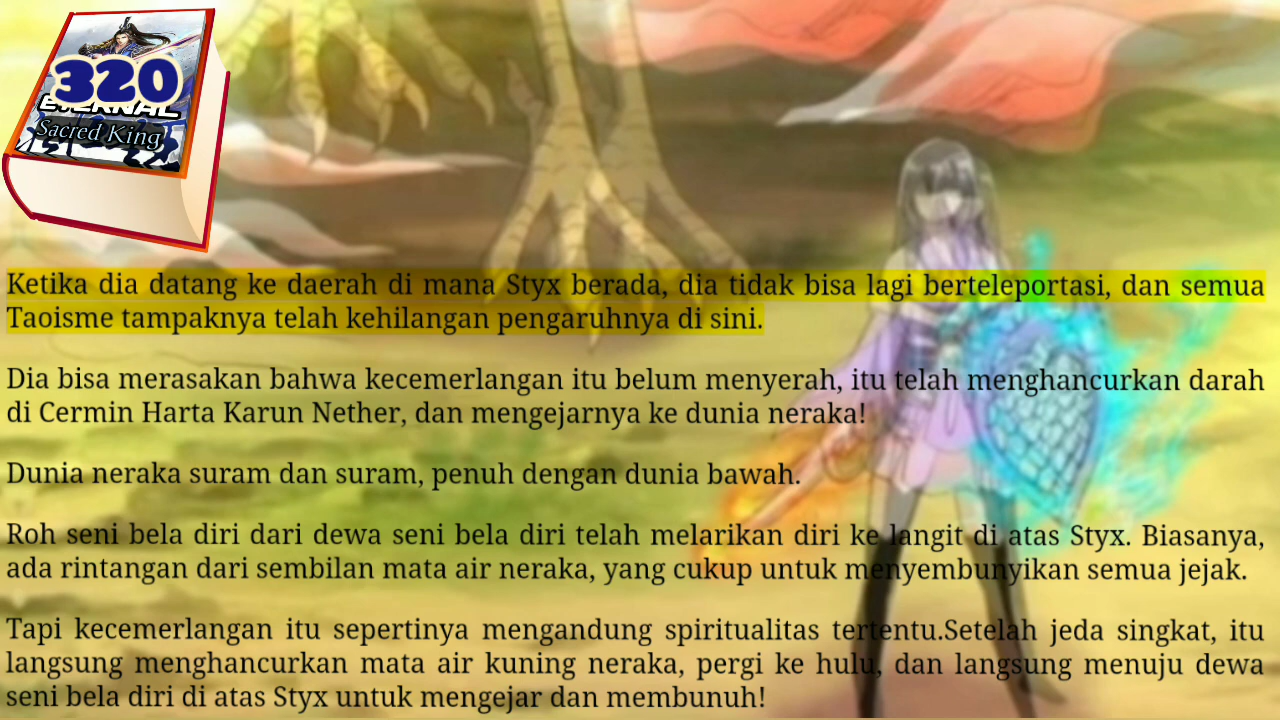 320
ETERNAL
Sacred King
Ketika dia datang ke daerah di mana Styx berada, dia tidak bisa lagi berteleportasi, dan semua
Taoisme tampaknya telah kehilangan pengaruhnya di sini.
Dia bisa merasakan bahwa kecemerlangan itu belum menyerah, itu telah menghancurkan darah
di Cermin Harta Karun Nether, dan mengejarnya ke dunia neraka!
Dunia neraka suram dan suram, penuh dengan dunia bawah.
Roh seni bela diri dari dewa seni bela diri telah melarikan diri ke langit di atas Styx. Biasanya,
ada rintangan dari sembilan mata air neraka, yang cukup untuk menyembunyikan semua jejak.
Tapi kecemerlangan itu sepertinya mengandung spiritualitas tertentu.Setelah jeda singkat, itu
langsung menghancurkan mata air kuning neraka, pergi ke hulu, dan langsung menuju dewa
seni bela diri di atas Styx untuk mengejar dan membunuh!